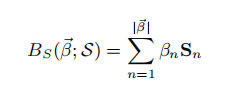 $B_S(\vec{\beta}; \mathcal{S}) = \sum_{n=1}^{|\vec{\beta}|} \beta_n \mathbf{S}_n$